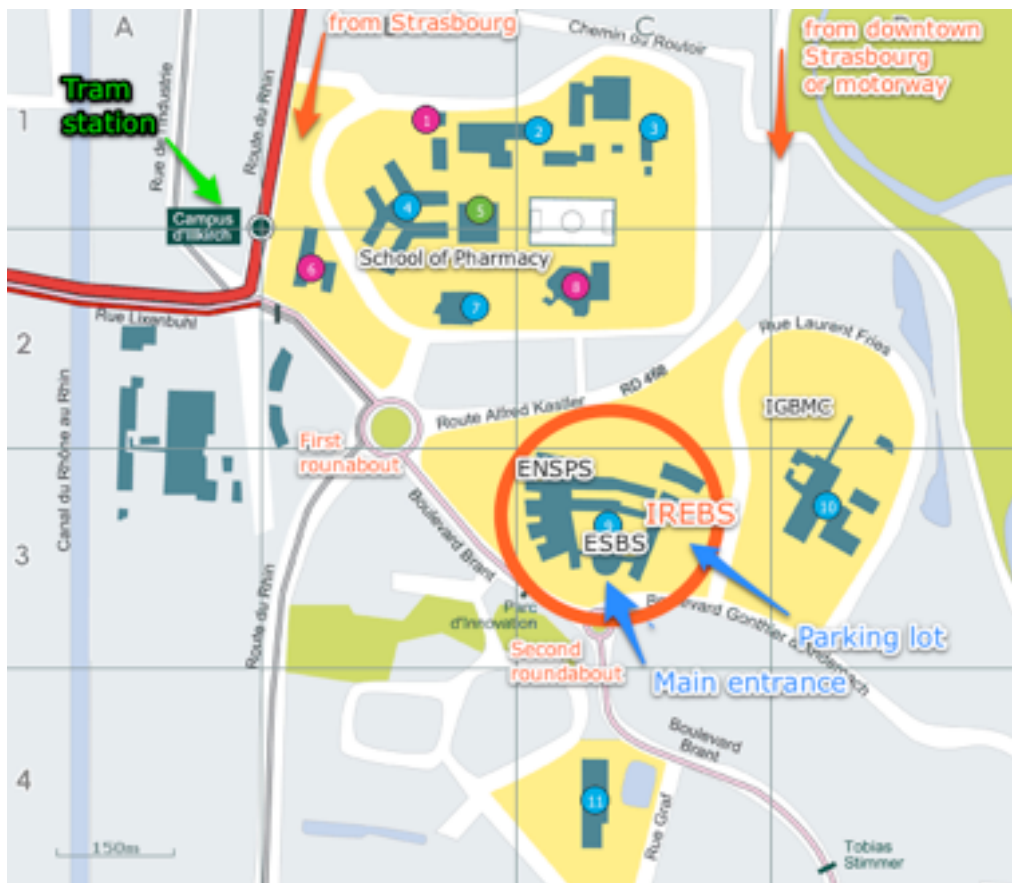 A
from Strasbourg
C
D
Chemin du Routoir
from downtown
Strasbourg
or motorway
Tram
station
Rue de l'Industrie
Route du Rhin
1
1
2
3
4
5
Campus
d'Illkirch
School of Pharmacy
6
7
8
Rue Lixenbuhl
2
Rue Laurent Fries
RD 468
Route Alfred Kastler
IGBMC
Canal du Rhône au Rhin
First
rounabout
ENSPS
IREBS
9
ESBS
10
3
Boulevard Brant
Route du Rhin
Parc
d'Innovation
Boulevard Gonthier d'Andernach
Parking lot
Second
roundabout
Main entrance
Boulevard
Brant
4
11
Rue Graf
150m
Tobias
Stimmer